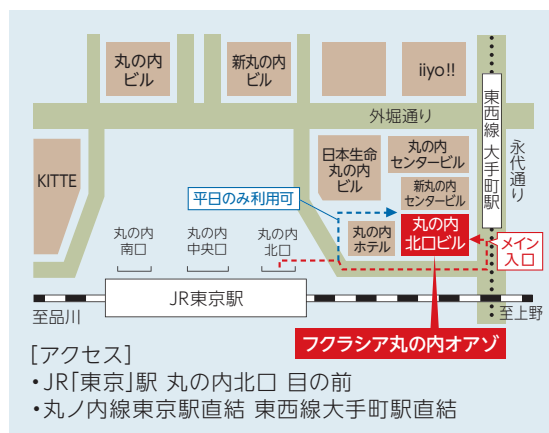 丸の内
ビル
新丸の内
ビル
iiyo!!
外堀通り
東西線 大手町駅
永代通り
KITTE
日本生命
丸の内
ビル
丸の内
センタービル
新丸の内
センタービル
平日のみ利用可
丸の内
ホテル
丸の内
北口ビル
メイン
入口
丸の内
南口
丸の内
中央口
丸の内
北口
JR東京駅
至品川
至上野
フクラシア丸の内オアゾ
[アクセス]
・JR「東京」駅 丸の内北口 目の前
・丸ノ内線東京駅直結 東西線大手町駅直結